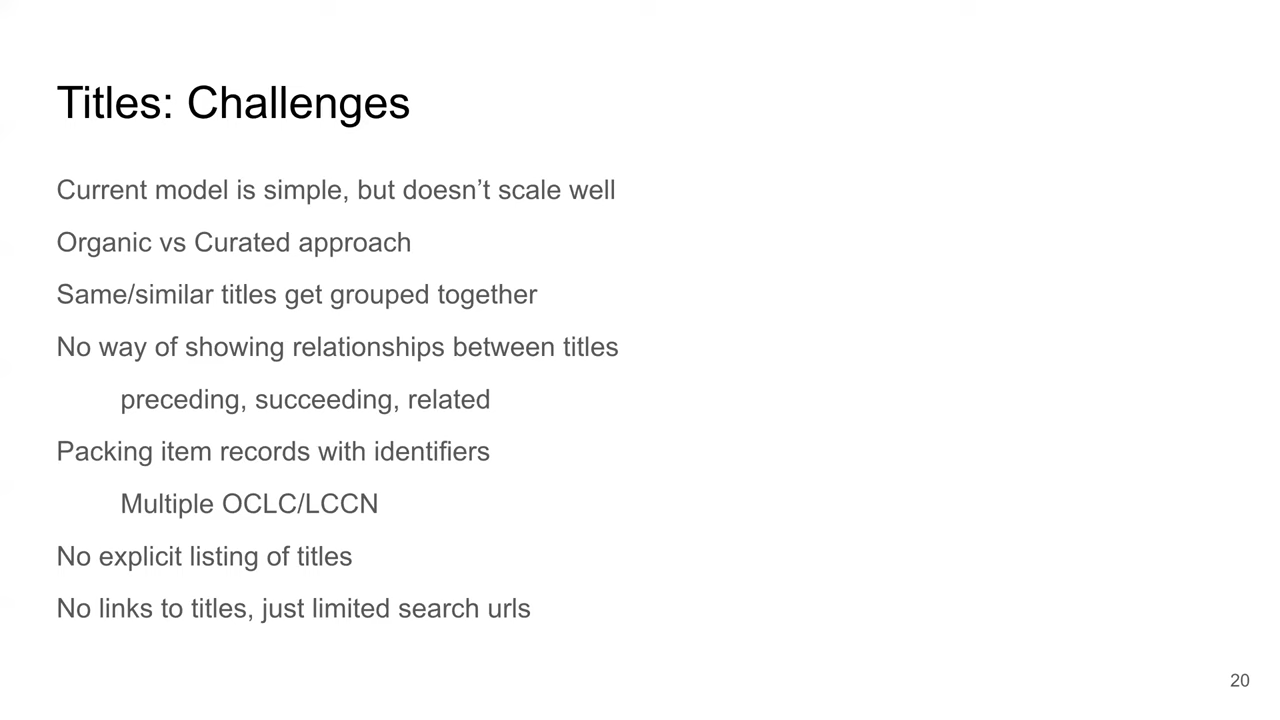 Titles: Challenges
Current model is simple, but doesn’t scale well
Organic vs Curated approach
Same/similar titles get grouped together
No way of showing relationships between titles
preceding, succeeding, related
Packing item records with identifiers
Multiple OCLC/LCCN
No explicit listing of titles
No links to titles, just limited search urls
20